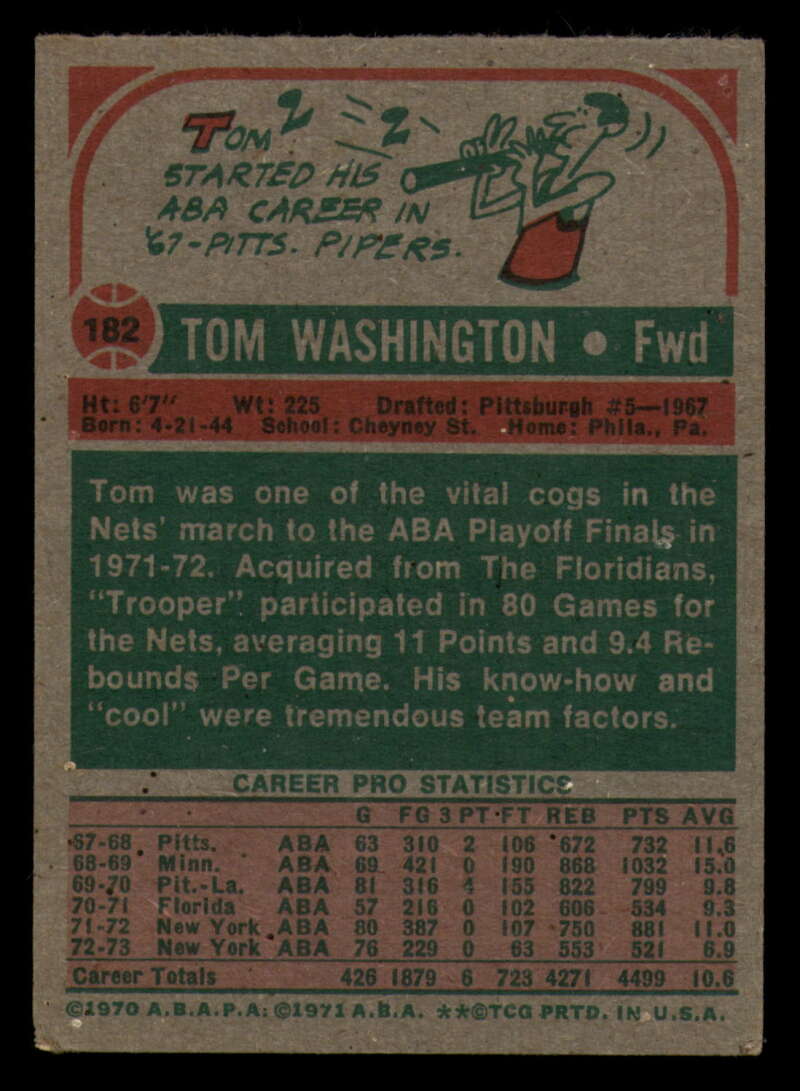 TOM
STARTED HIS
ABA CAREER IN
'67-PITTS. PIPERS.
182
TOM WASHINGTON • Fwd
Ht: 6'7" Wt: 225 Drafted: Pittsburgh #5—1967
Born: 4-21-44 School: Cheyney St. Home: Phila., Pa.
Tom was one of the vital cogs in the
Nets' march to the ABA Playoff Finals in
1971-72. Acquired from The Floridians,
"Trooper" participated in 80 Games for
the Nets, averaging 11 Points and 9.4 Re-
bounds Per Game. His know-how and
"cool" were tremendous team factors.
CAREER PRO STATISTICS
G FG 3 PT FT REB PTS AVG
67-68 Pitts. ABA 63 310 2 106 672 732 11.6
68-69 Minn. ABA 69 421 0 190 868 1032 15.0
69-70 Pit.-La. ABA 81 316 4 155 822 799 9.8
70-71 Florida ABA 57 216 0 102 606 534 9.3
71-72 New York ABA 80 387 0 107 750 881 11.0
72-73 New York ABA 76 229 0 63 553 521 6.9
Career Totals 426 1879 6 723 4271 4499 10.6
©1970 A.B.A.P.A: ©1971 A.B.A. **©TCG PRTD. IN U.S.A.